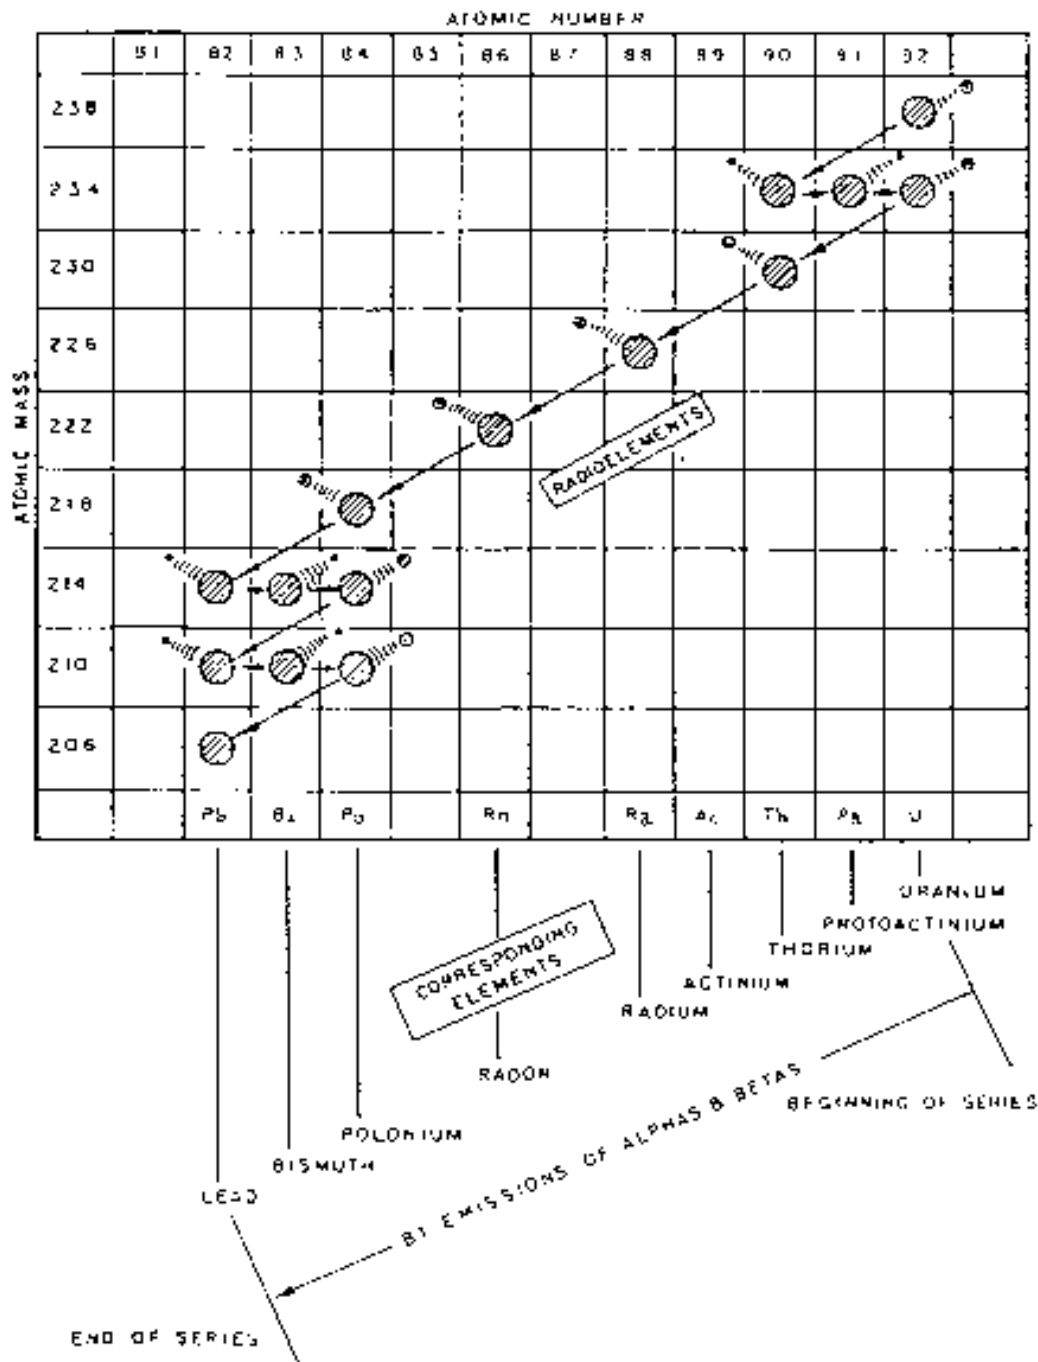 ATOMIC NUMBER
81 82 83 84 85 86 87 88 89 90 91 92
238
234
230
226
222
218
214
210
206
ATOMIC MASS
RADIOELEMENTS
Pb Bi Po Rn Ra Ac Th Pa U
URANIUM
PROTOACTINIUM
THORIUM
ACTINIUM
RADIUM
RADON
POLONIUM
BISMUTH
LEAD
CORRESPONDING
ELEMENTS
BEGINNING OF SERIES
BY EMISSIONS OF ALPHAS & BETAS
END OF SERIES